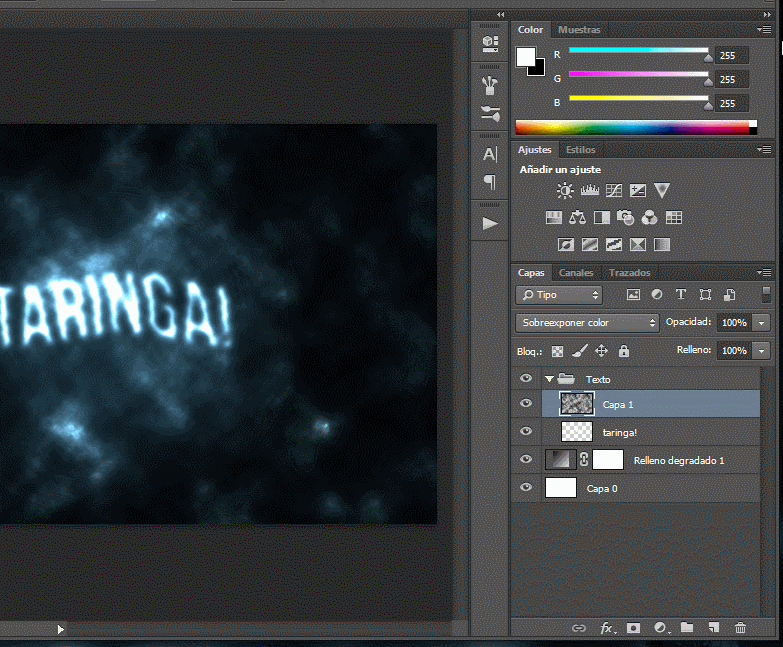 Color Muestras
R 255
G 255
B 255
Ajustes Estilos
Añadir un ajuste
TARINGA!
Capas Canales Trazados
Tipo
Sobreexponer color Opacidad: 100%
Bloq.: Relleno: 100%
Texto
Capa 1
taringa!
Relleno degradado 1
Capa 0
fx